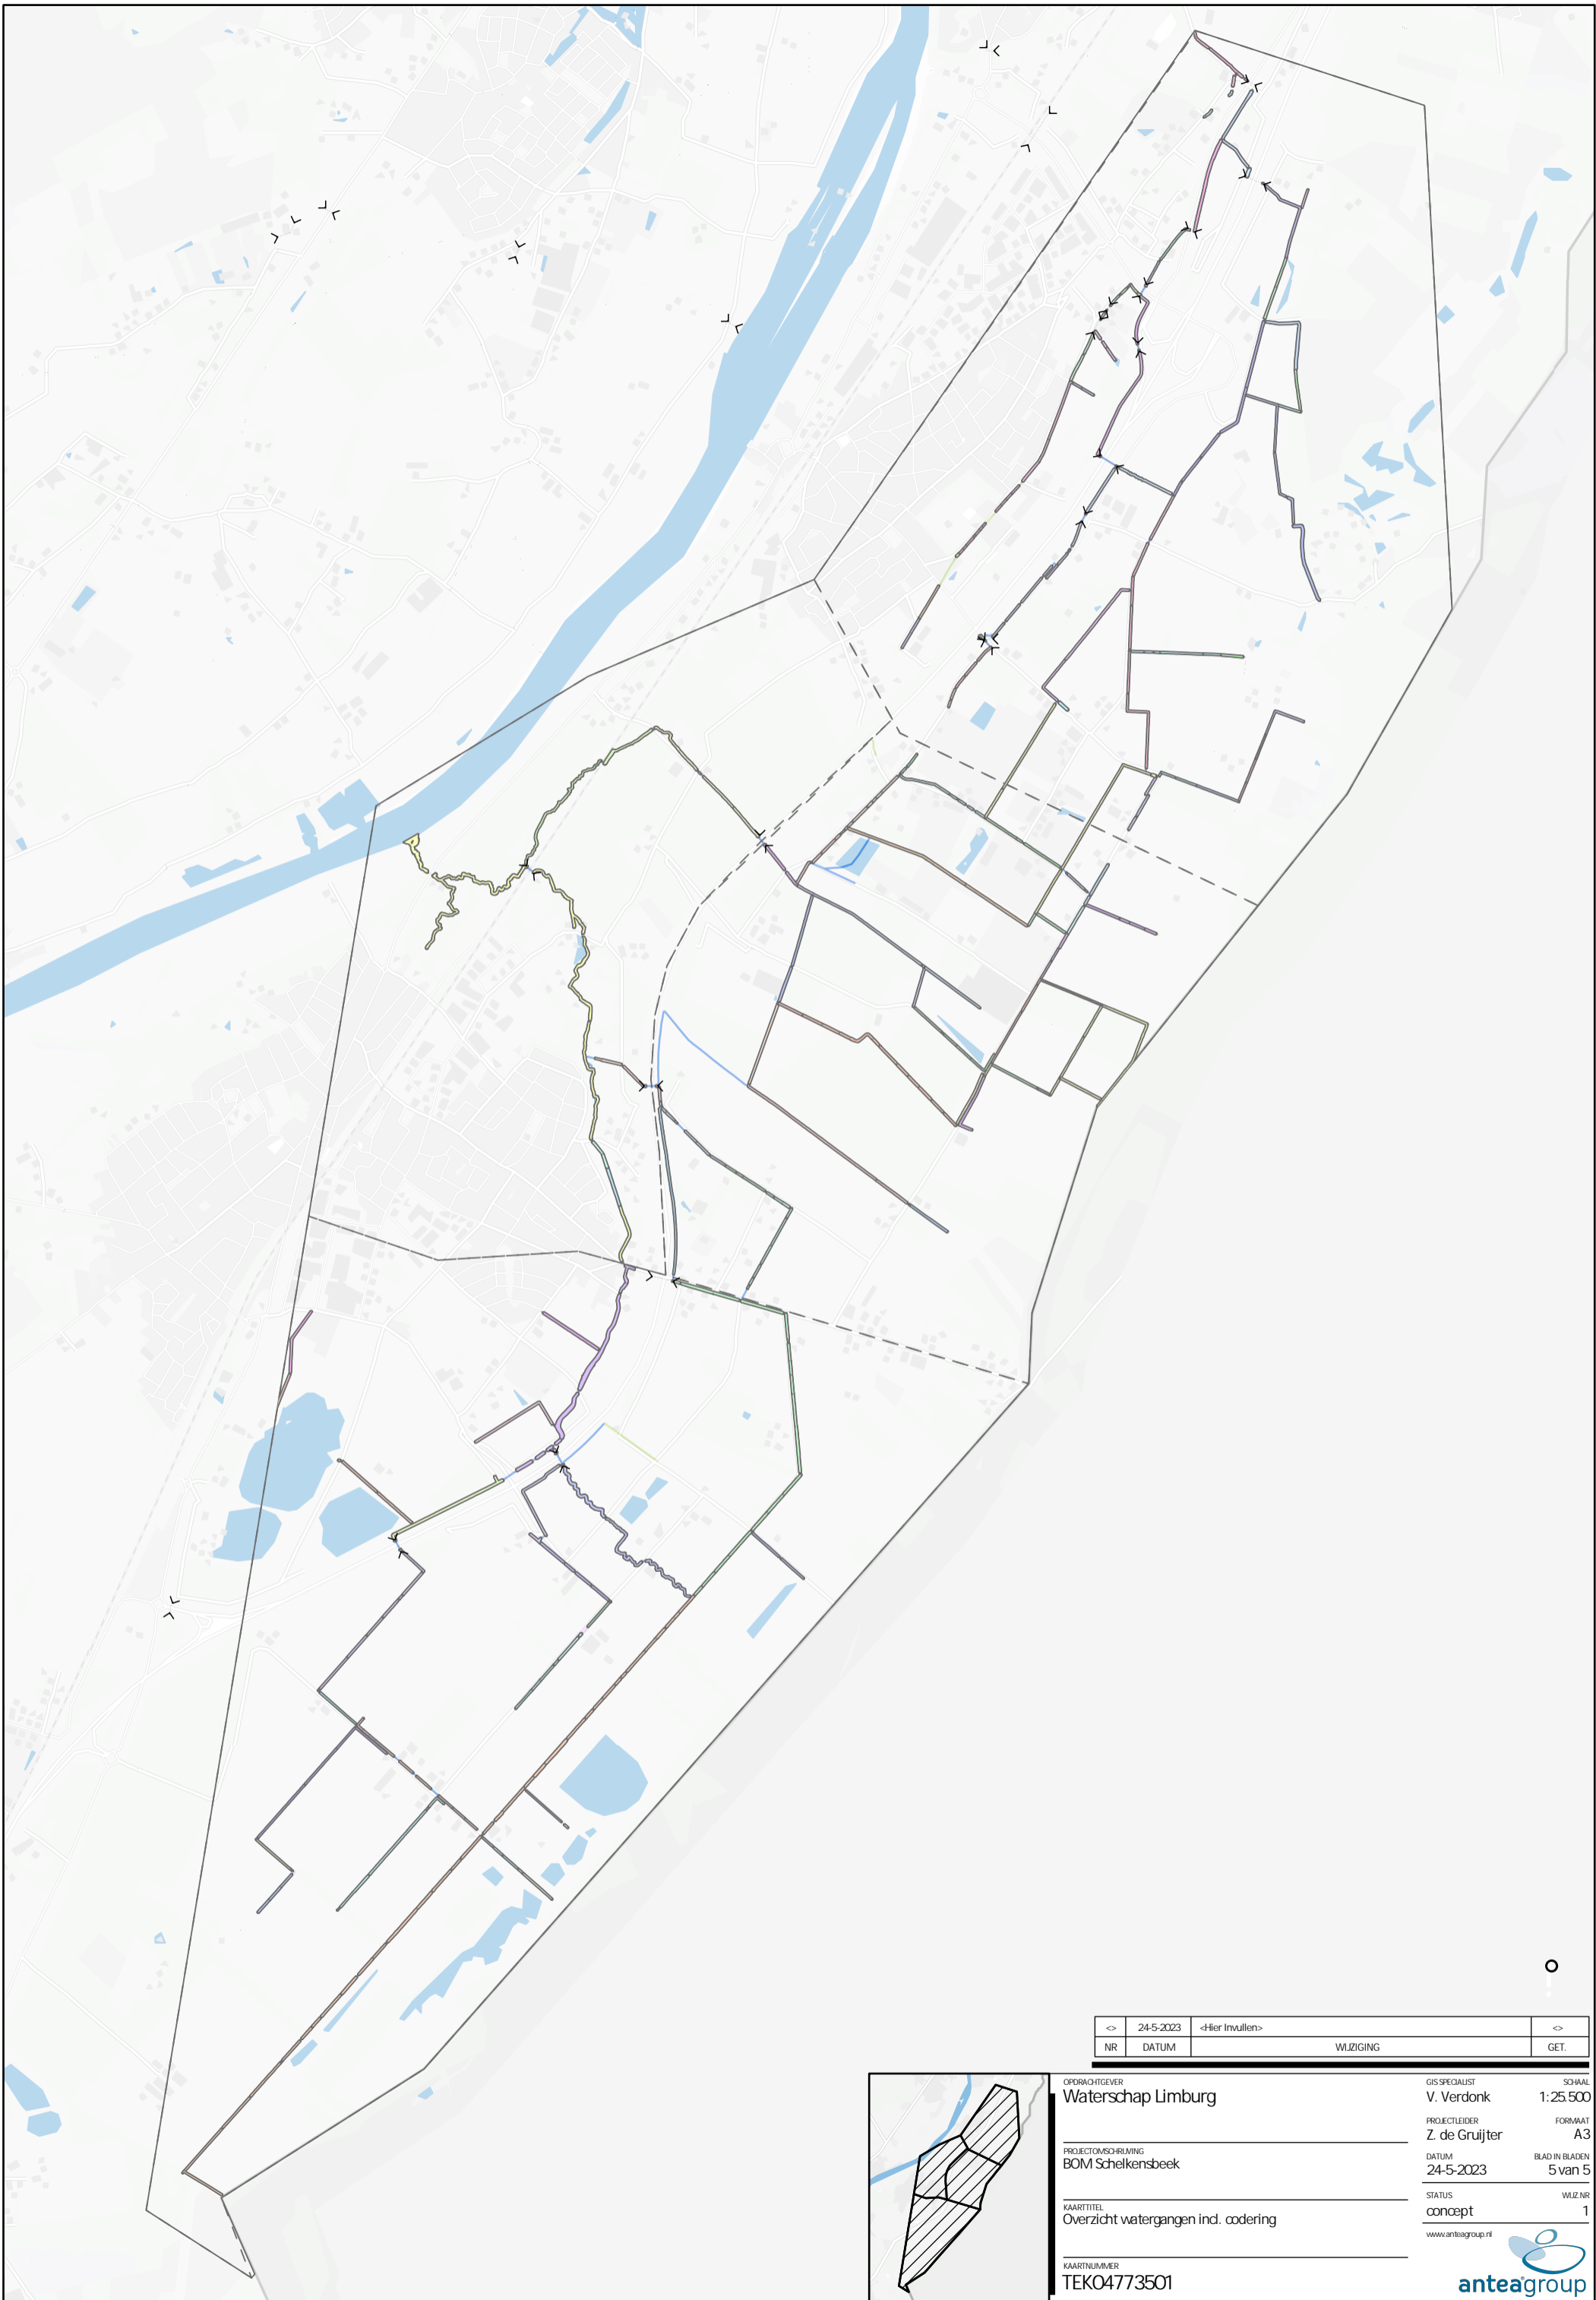 <> 24-5-2023 <Hier Invullen> <>
NR DATUM WIJZIGING GET.
OPDRACHTGEVER
Waterschap Limburg
PROJECTOMSCHRIJVING
BOM Schelkensbeek
KAARTTITEL
Overzicht watergangen incl. codering
KAARTNUMMER
TEK04773501
GIS SPECIALIST SCHAAL
V. Verdonk 1:25.500
PROJECTLEIDER FORMAAT
Z. de Gruijter A3
DATUM BLAD IN BLADEN
24-5-2023 5 van 5
STATUS WIJZ.NR
concept 1
www.anteagroup.nl
anteagroup